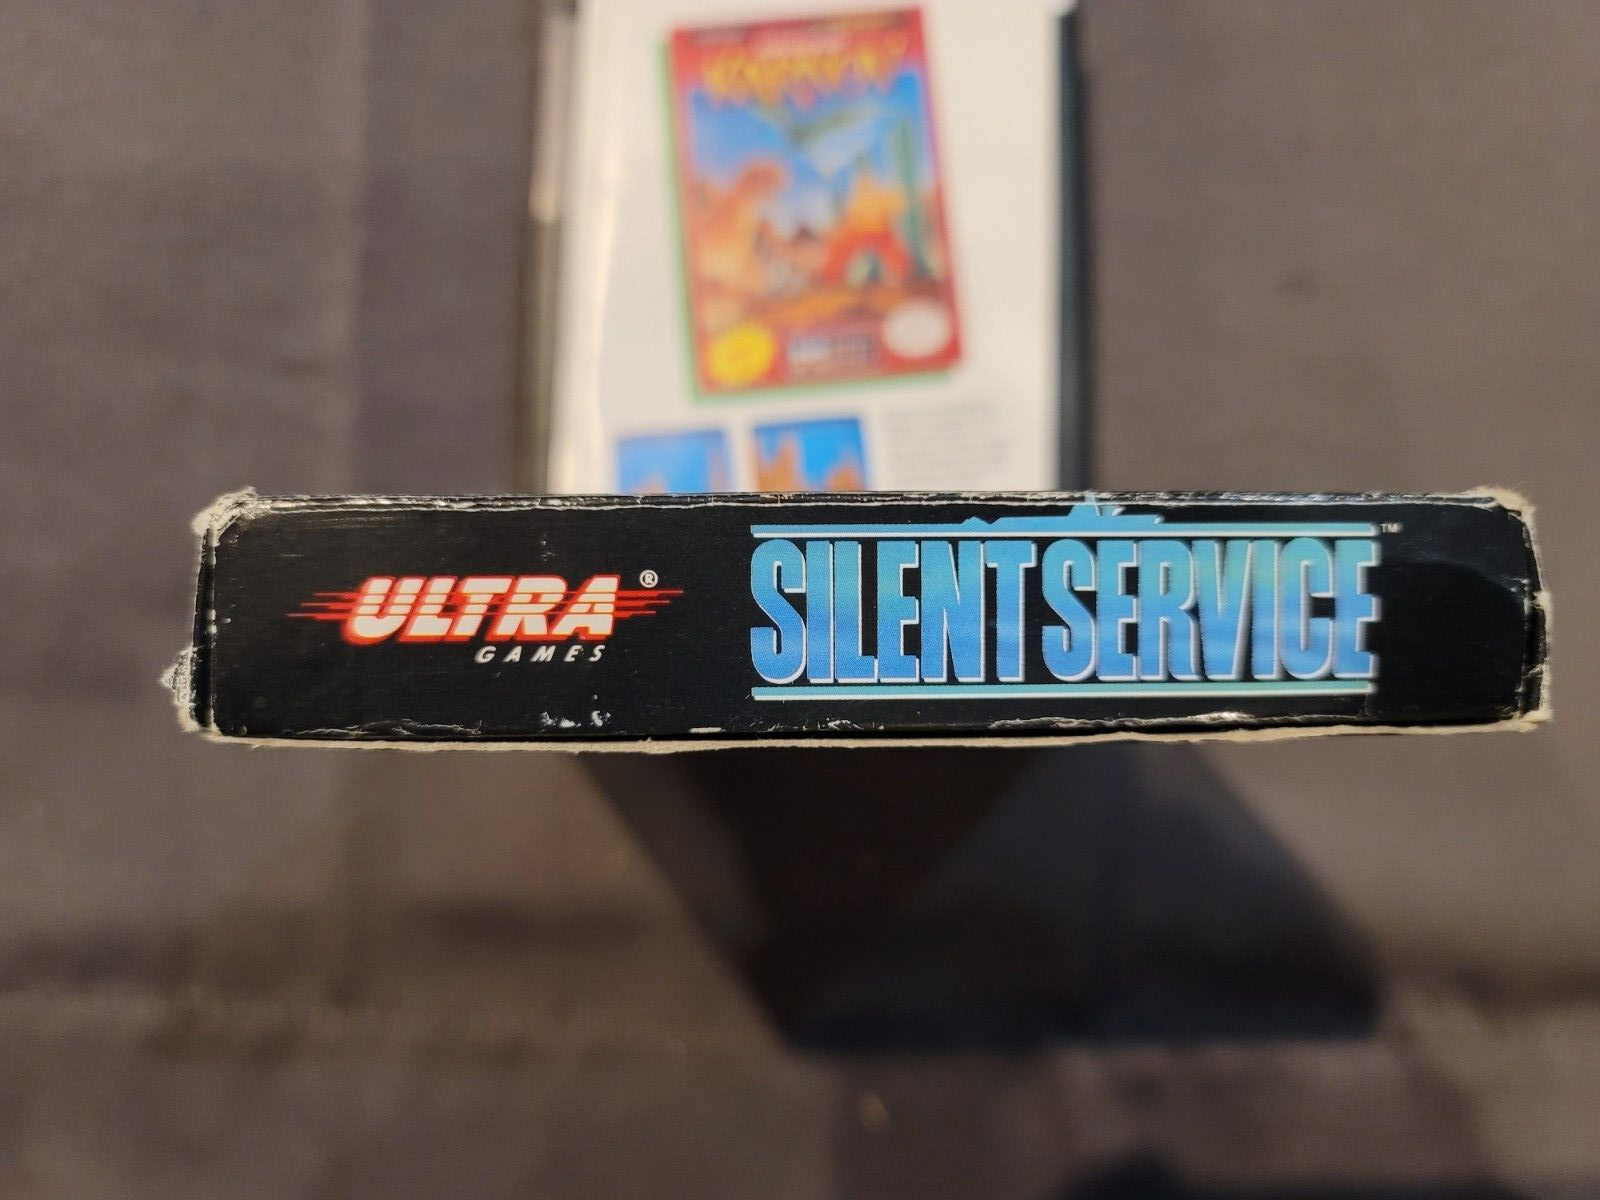 ULTRA®
GAMES
SILENT SERVICE™